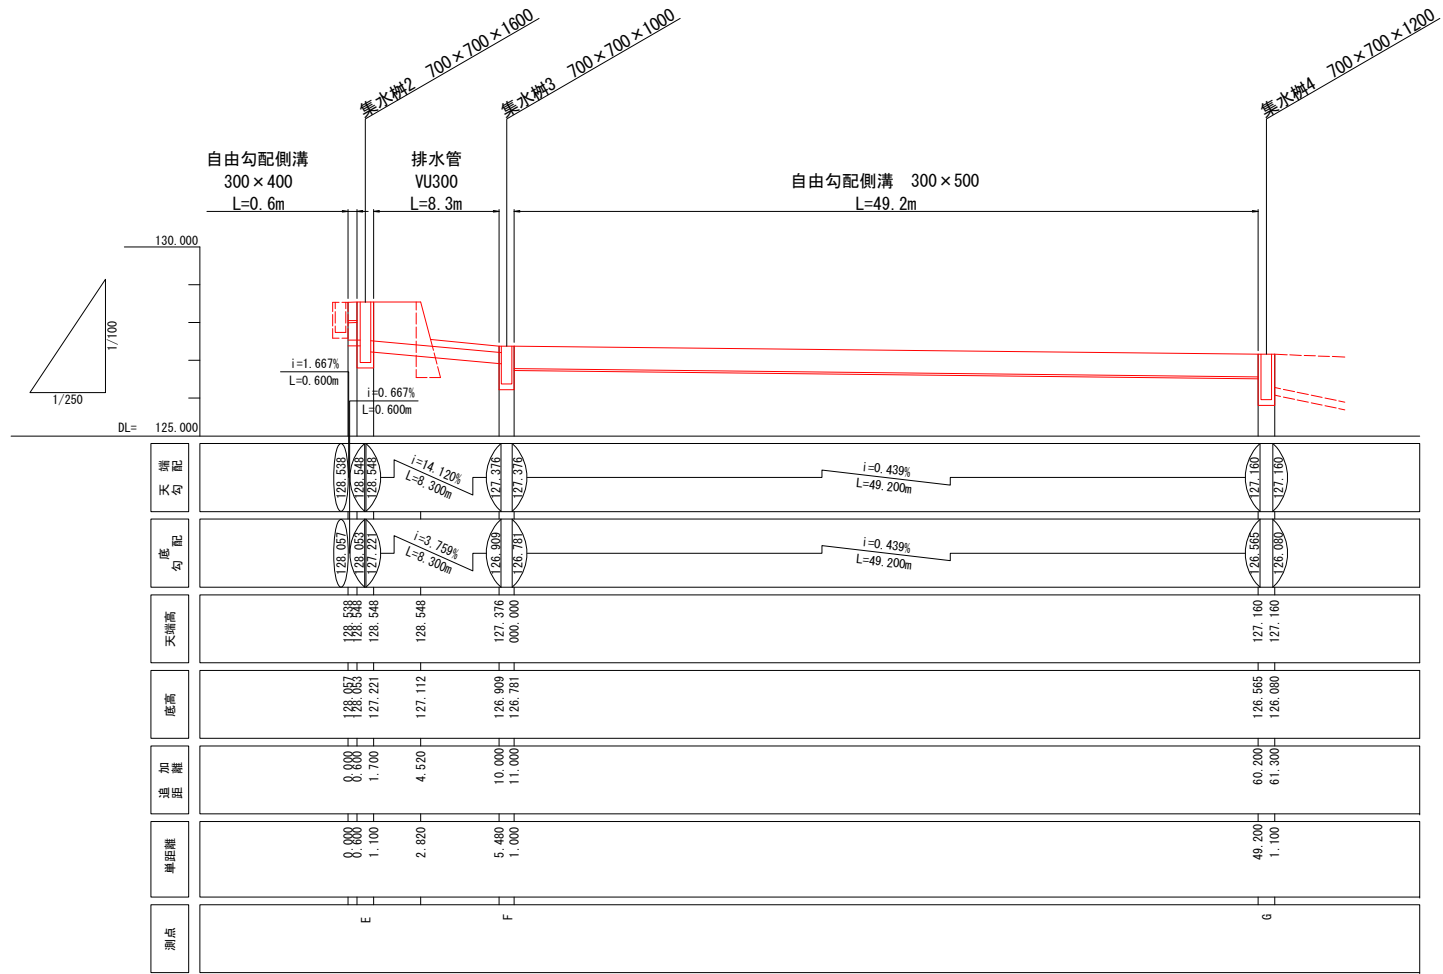 集水桝2 700×700×1600
集水桝3 700×700×1000
集水桝4 700×700×1200
自由勾配側溝
300×400
L=0.6m
排水管
VU300
L=8.3m
自由勾配側溝 300×500
L=49.2m
130.000
1/100
1/250
i=1.667%
L=0.600m
i=0.667%
L=0.600m
DL= 125.000
天端
勾配
128.538
128.548
128.548
i=14.120%
L=8.300m
127.376
127.376
i=0.439%
L=49.200m
127.160
127.160
底
勾配
128.057
128.053
127.221
i=3.759%
L=8.300m
126.909
126.781
i=0.439%
L=49.200m
126.565
126.080
天端高
128.538
128.548
128.548
128.548
127.376
000.000
127.160
127.160
底高
128.057
128.053
127.221
127.112
126.909
126.781
126.565
126.080
追加
距離
0.000
0.600
1.700
4.520
10.000
11.000
60.200
61.300
単距離
0.000
0.600
1.100
2.820
5.480
1.000
49.200
1.100
測点
E
F
G